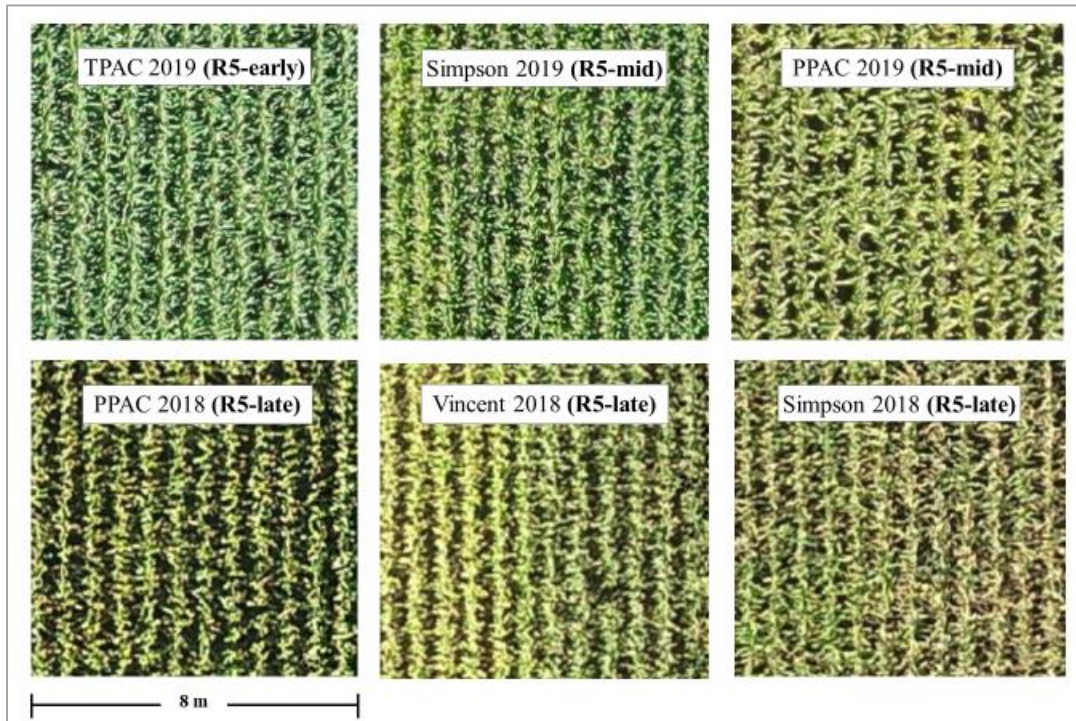 TPAC 2019 (R5-early)
Simpson 2019 (R5-mid)
PPAC 2019 (R5-mid)
PPAC 2018 (R5-late)
Vincent 2018 (R5-late)
Simpson 2018 (R5-late)
8 m